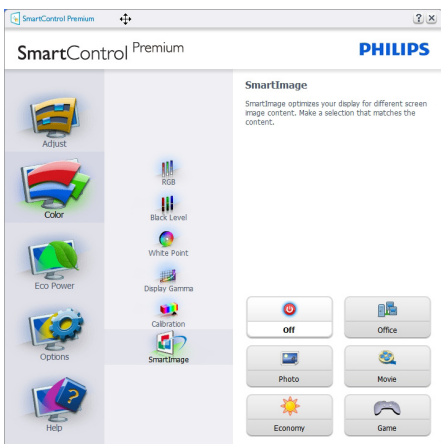 SmartControl Premium
SmartControl Premium
PHILIPS
Adjust
Color
Eco Power
Options
Help
RGB
Black Level
White Point
Display Gamma
Calibration
SmartImage
SmartImage
SmartImage optimizes your display for different screen
image content. Make a selection that matches the
content.
Off
Office
Photo
Movie
Economy
Game